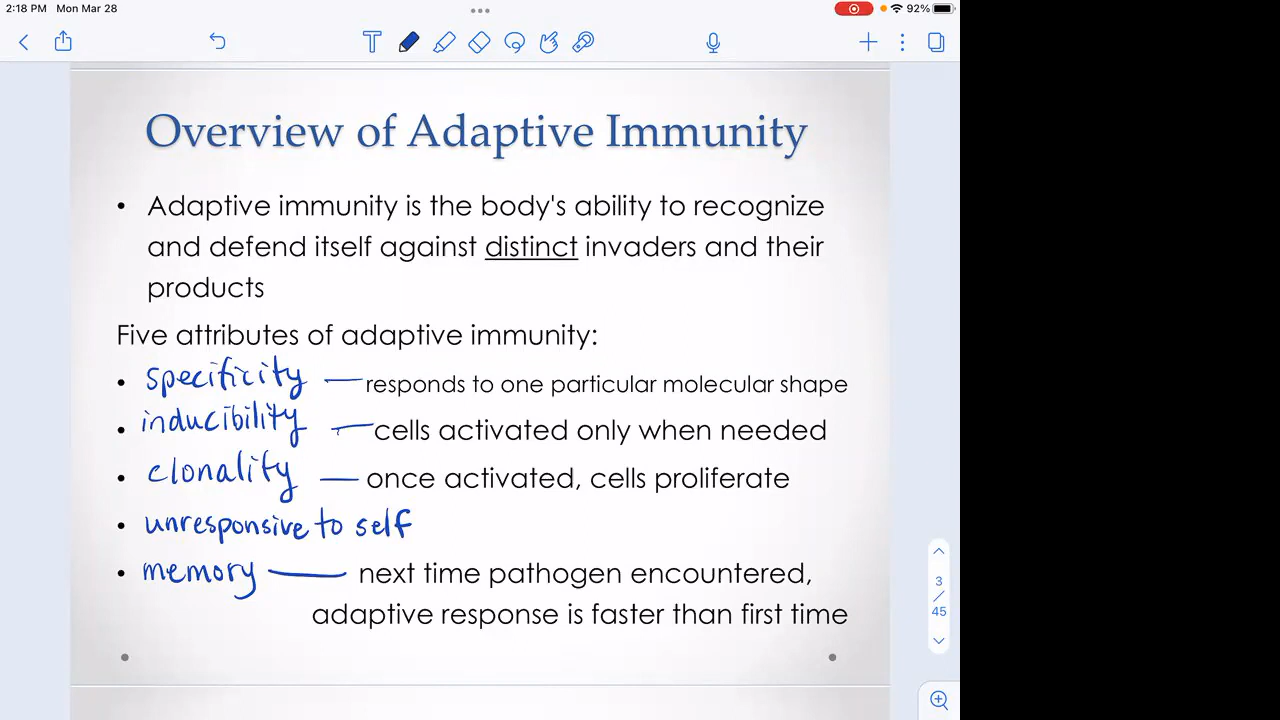 2:18 PM Mon Mar 28
92%
T
Overview of Adaptive Immunity
• Adaptive immunity is the body's ability to recognize
and defend itself against distinct invaders and their
products
Five attributes of adaptive immunity:
• specificity — responds to one particular molecular shape
• inducibility — cells activated only when needed
• clonality — once activated, cells proliferate
• unresponsive to self
• memory — next time pathogen encountered,
adaptive response is faster than first time
3
/
45